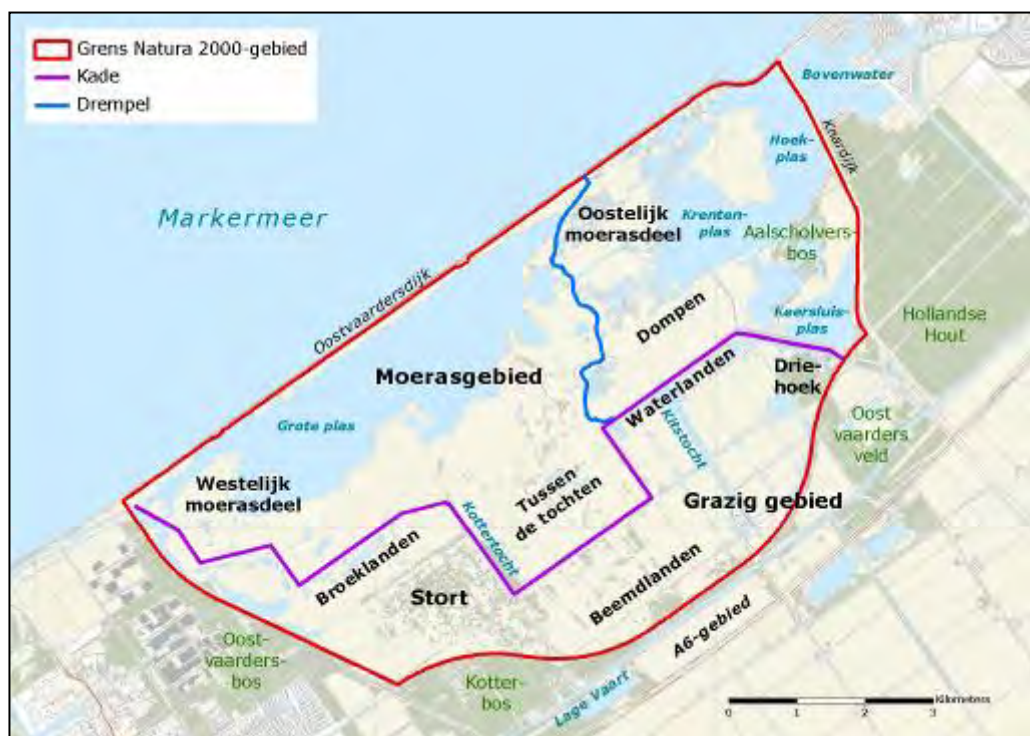 Grens Natura 2000-gebied
Kade
Drempel
Bovenwater
Hoek-
plas
Knardijk
Markermeer
Oostelijk
moerasdeel
Krenten-
plas
Aalscholvers-
bos
Oostvaardersdijk
Dompen
Keersluis-
plas
Hollandse
Hout
Moerasgebied
Waterlanden
Drie-
hoek
Grote plas
Kitstocht
Oost
vaarders
veld
Westelijk
moerasdeel
Tussen
de tochten
Grazig gebied
Kottertocht
Broeklanden
Stort
Beemdlanden
A6-gebied
Oost-
vaarders-
bos
Kotter-
bos
Lage Vaart
Kilometers
0 1 2 3